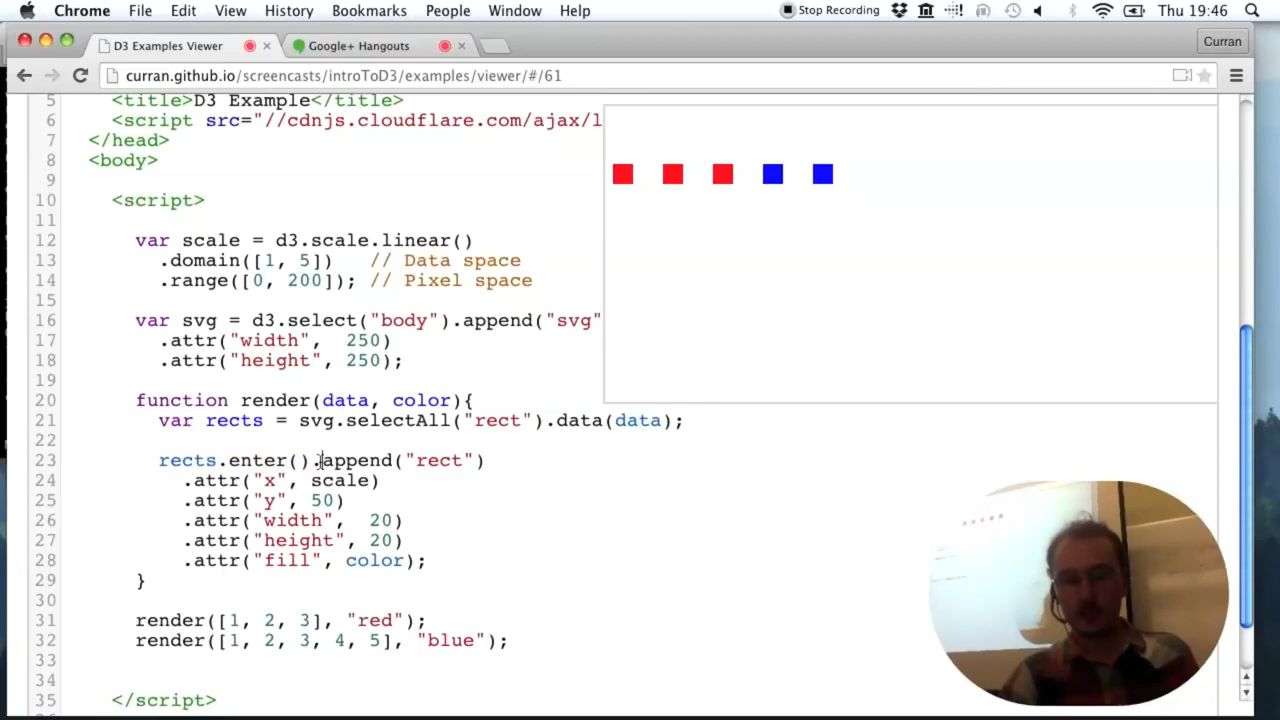 Chrome File Edit View History Bookmarks People Window Help Stop Recording Thu 19:46
D3 Examples Viewer × Google+ Hangouts × Curran
curran.github.io/screencasts/introToD3/examples/viewer/#/61
5 <title>D3 Example</title>
6 <script src="//cdnjs.cloudflare.com/ajax/l
7 </head>
8 <body>
9
10 <script>
11
12 var scale = d3.scale.linear()
13 .domain([1, 5]) // Data space
14 .range([0, 200]); // Pixel space
15
16 var svg = d3.select("body").append("svg"
17 .attr("width", 250)
18 .attr("height", 250);
19
20 function render(data, color){
21 var rects = svg.selectAll("rect").data(data);
22
23 rects.enter().append("rect")
24 .attr("x", scale)
25 .attr("y", 50)
26 .attr("width", 20)
27 .attr("height", 20)
28 .attr("fill", color);
29 }
30
31 render([1, 2, 3], "red");
32 render([1, 2, 3, 4, 5], "blue");
33
34
35 </script>